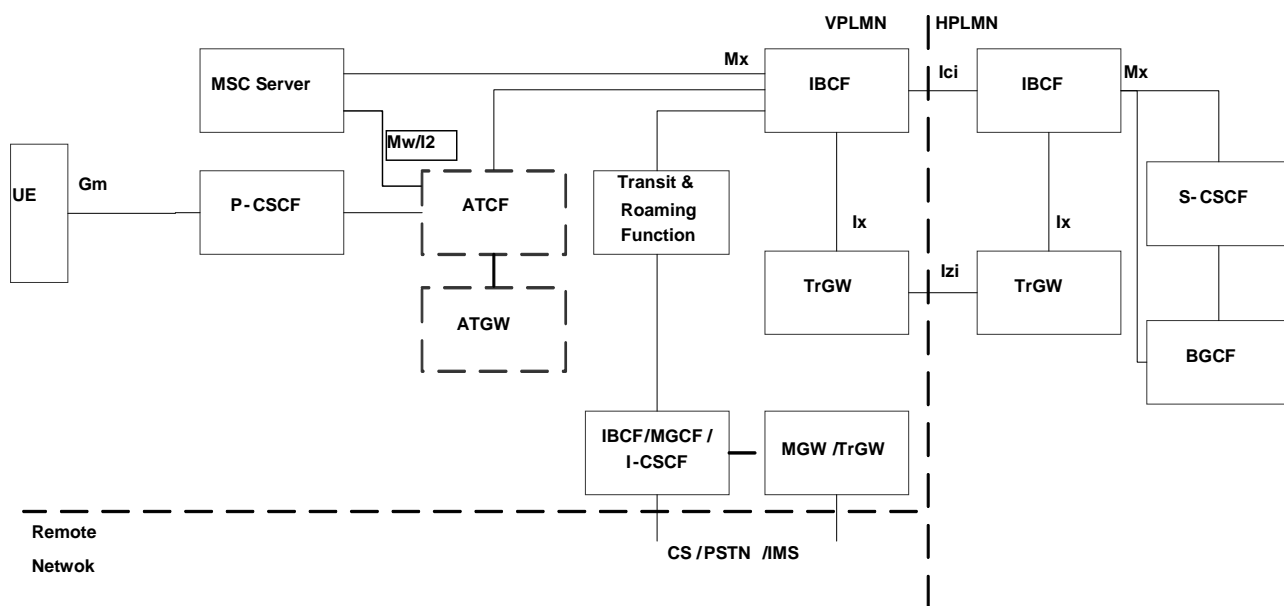 VPLMN
HPLMN
MSC Server
Mx
IBCF
Ici
IBCF
Mx
Mw/I2
UE
Gm
P-CSCF
ATCF
Transit &
Roaming
Function
Ix
Ix
S-CSCF
ATGW
TrGW
Izi
TrGW
BGCF
IBCF/MGCF/
I-CSCF
MGW /TrGW
Remote
Netwok
CS /PSTN /IMS